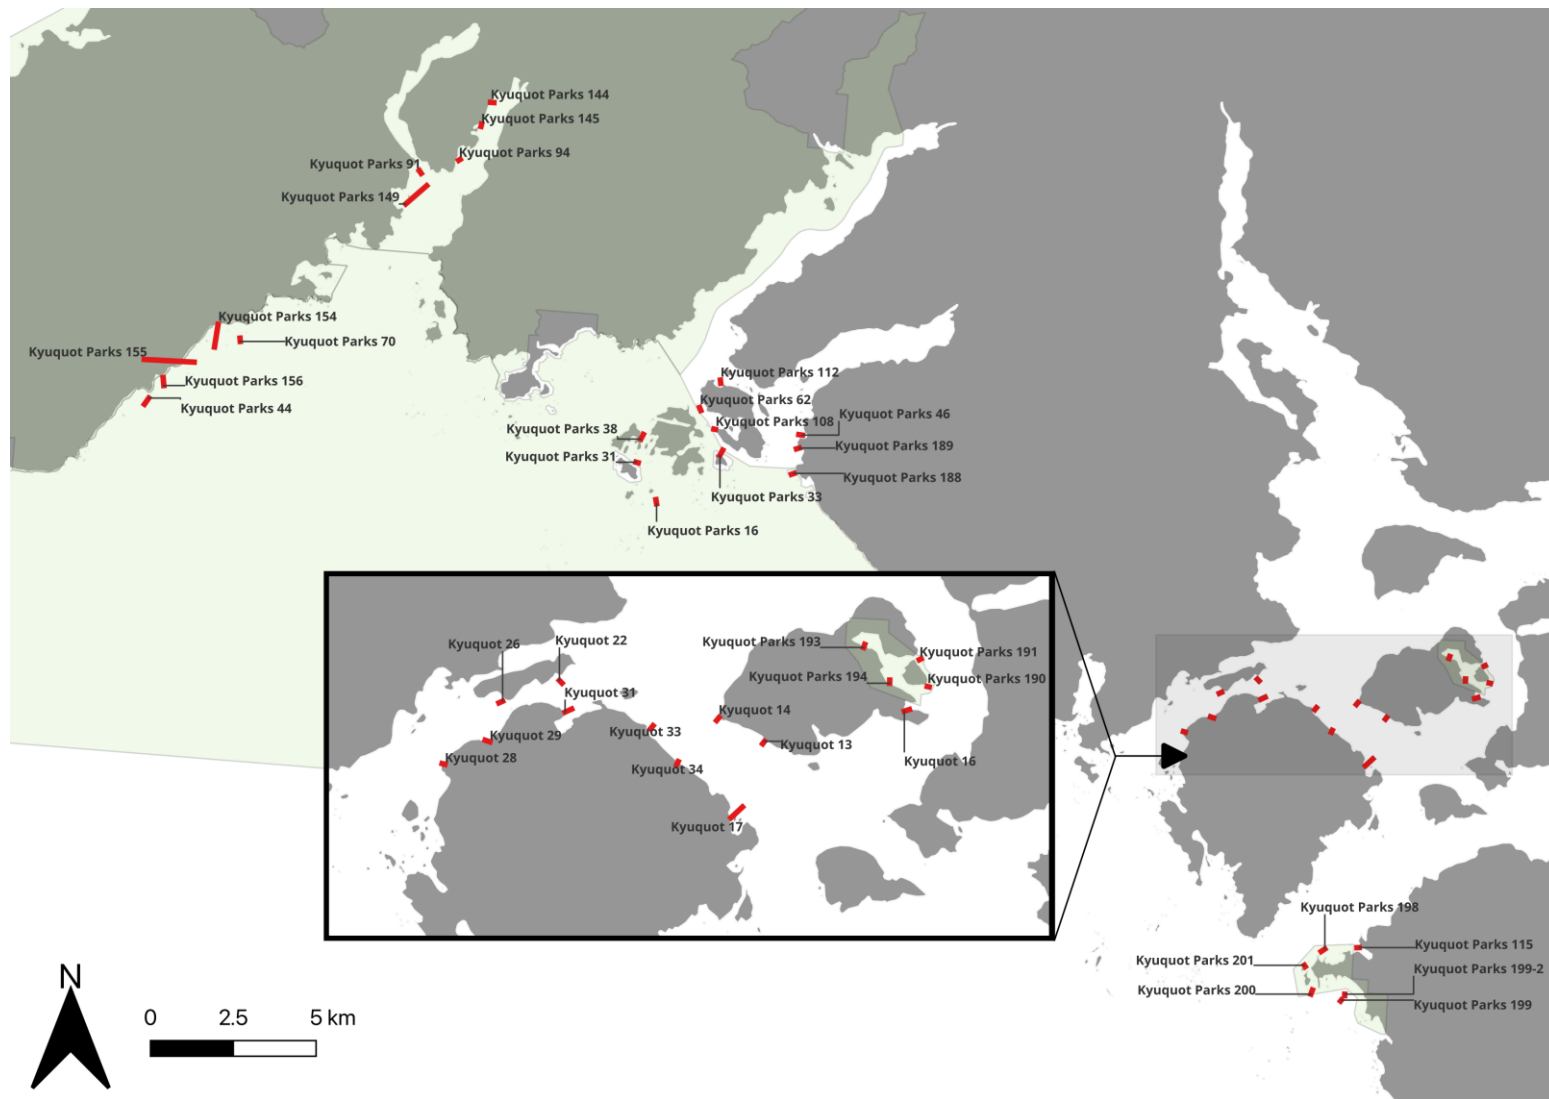 Kyuquot Parks 144
Kyuquot Parks 145
Kyuquot Parks 94
Kyuquot Parks 91
Kyuquot Parks 149
Kyuquot Parks 154
Kyuquot Parks 70
Kyuquot Parks 155
Kyuquot Parks 156
Kyuquot Parks 44
Kyuquot Parks 112
Kyuquot Parks 62
Kyuquot Parks 108
Kyuquot Parks 46
Kyuquot Parks 38
Kyuquot Parks 189
Kyuquot Parks 31
Kyuquot Parks 188
Kyuquot Parks 33
Kyuquot Parks 16
Kyuquot 26
Kyuquot 22
Kyuquot Parks 193
Kyuquot Parks 191
Kyuquot Parks 194
Kyuquot Parks 190
Kyuquot 31
Kyuquot 14
Kyuquot 33
Kyuquot 29
Kyuquot 13
Kyuquot 28
Kyuquot 16
Kyuquot 34
Kyuquot 17
Kyuquot Parks 198
Kyuquot Parks 115
Kyuquot Parks 201
Kyuquot Parks 199-2
Kyuquot Parks 200
Kyuquot Parks 199
N
0 2.5 5 km